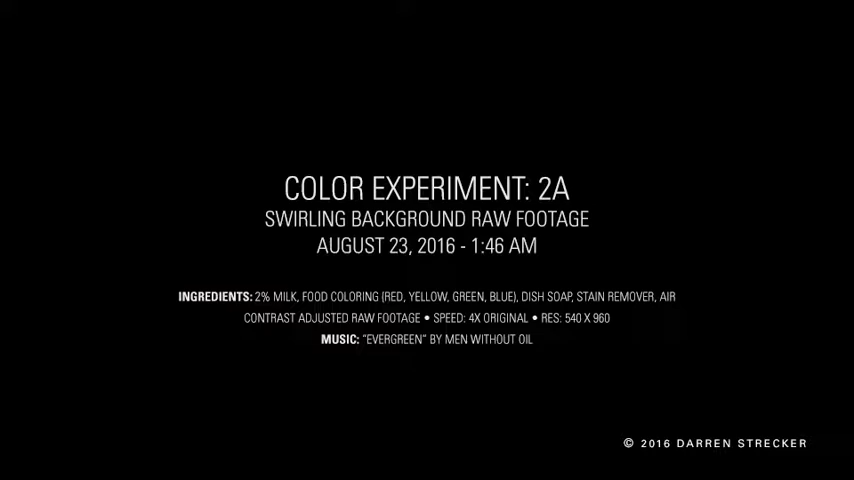 COLOR EXPERIMENT: 2A
SWIRLING BACKGROUND RAW FOOTAGE
AUGUST 23, 2016 - 1:46 AM
INGREDIENTS: 2% MILK, FOOD COLORING (RED, YELLOW, GREEN, BLUE), DISH SOAP, STAIN REMOVER, AIR
CONTRAST ADJUSTED RAW FOOTAGE • SPEED: 4X ORIGINAL • RES: 540 X 960
MUSIC: "EVERGREEN" BY MEN WITHOUT OIL
© 2016 DARREN STRECKER